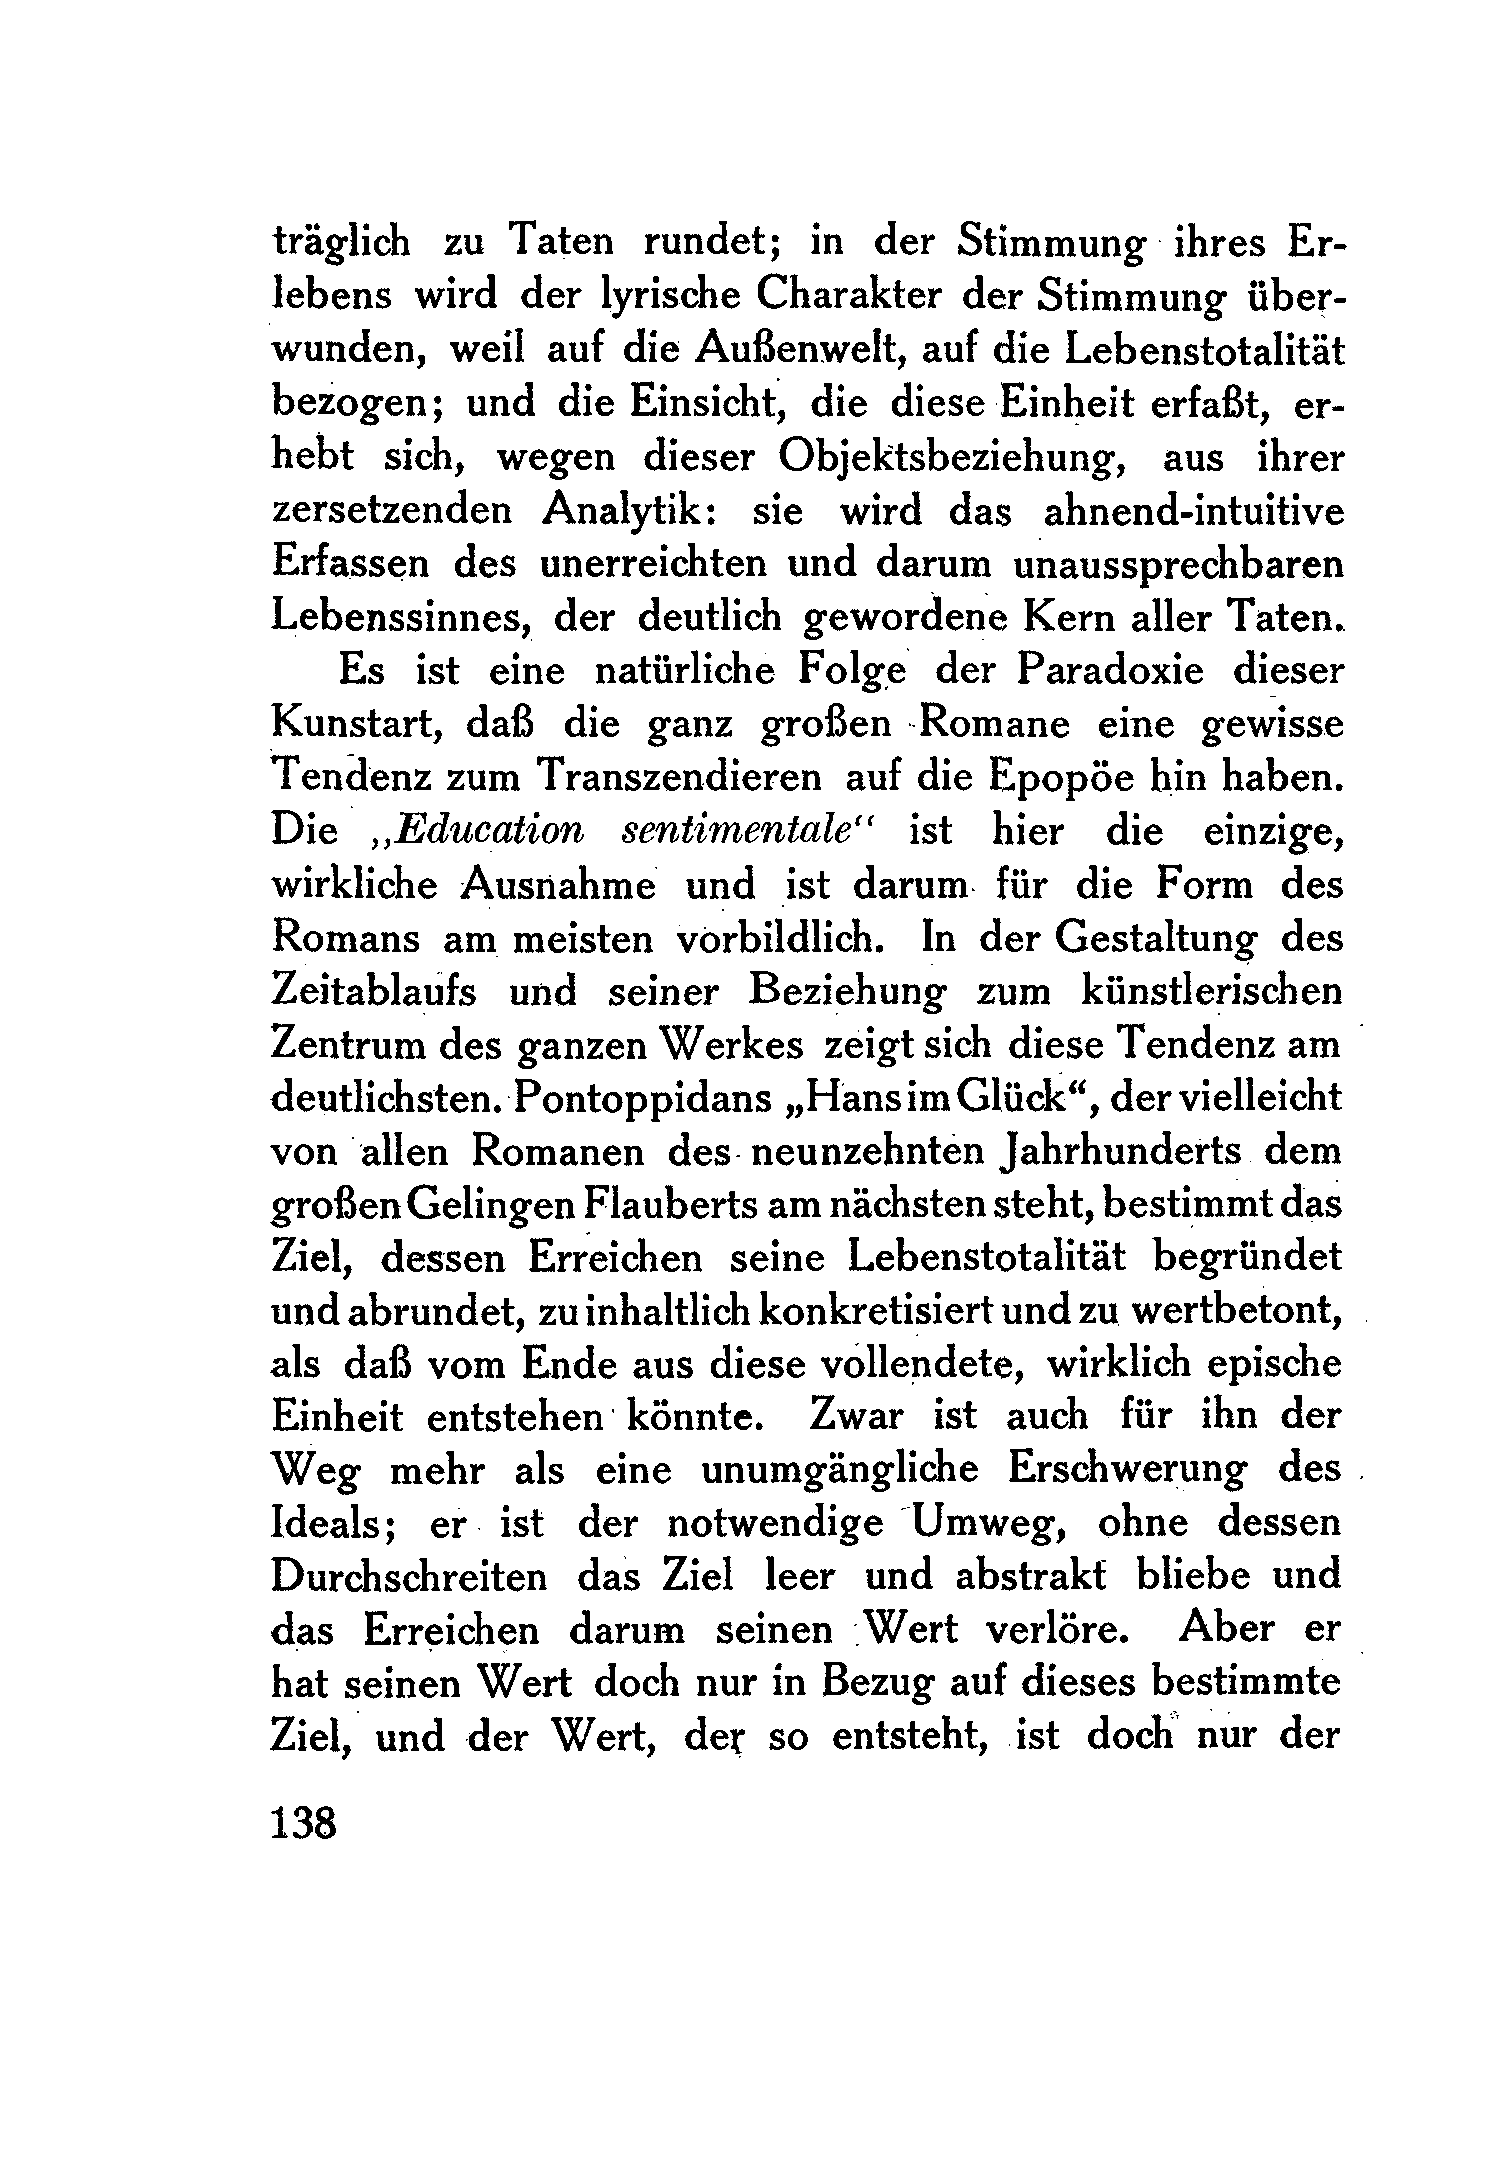 träglich zu Taten rundet; in der Stimmung ihres Er-
lebens wird der lyrische Charakter der Stimmung über-
wunden, weil auf die Außenwelt, auf die Lebenstotalität
bezogen; und die Einsicht, die diese Einheit erfaßt, er-
hebt sich, wegen dieser Objektsbeziehung, aus ihrer
zersetzenden Analytik: sie wird das ahnend-intuitive
Erfassen des unerreichten und darum unaussprechbaren
Lebenssinnes, der deutlich gewordene Kern aller Taten.
Es ist eine natürliche Folge der Paradoxie dieser
Kunstart, daß die ganz großen Romane eine gewisse
Tendenz zum Transzendieren auf die Epopöe hin haben.
Die „Education sentimentale“ ist hier die einzige,
wirkliche Ausnahme und ist darum für die Form des
Romans am meisten vorbildlich. In der Gestaltung des
Zeitablaufs und seiner Beziehung zum künstlerischen
Zentrum des ganzen Werkes zeigt sich diese Tendenz am
deutlichsten. Pontoppidans „Hans im Glück“, der vielleicht
von allen Romanen des neunzehnten Jahrhunderts dem
großen Gelingen Flauberts am nächsten steht, bestimmt das
Ziel, dessen Erreichen seine Lebenstotalität begründet
und abrundet, zu inhaltlich konkretisiert und zu wertbetont,
als daß vom Ende aus diese vollendete, wirklich epische
Einheit entstehen könnte. Zwar ist auch für ihn der
Weg mehr als eine unumgängliche Erschwerung des
Ideals; er ist der notwendige Umweg, ohne dessen
Durchschreiten das Ziel leer und abstrakt bliebe und
das Erreichen darum seinen Wert verlöre. Aber er
hat seinen Wert doch nur in Bezug auf dieses bestimmte
Ziel, und der Wert, der so entsteht, ist doch nur der
138